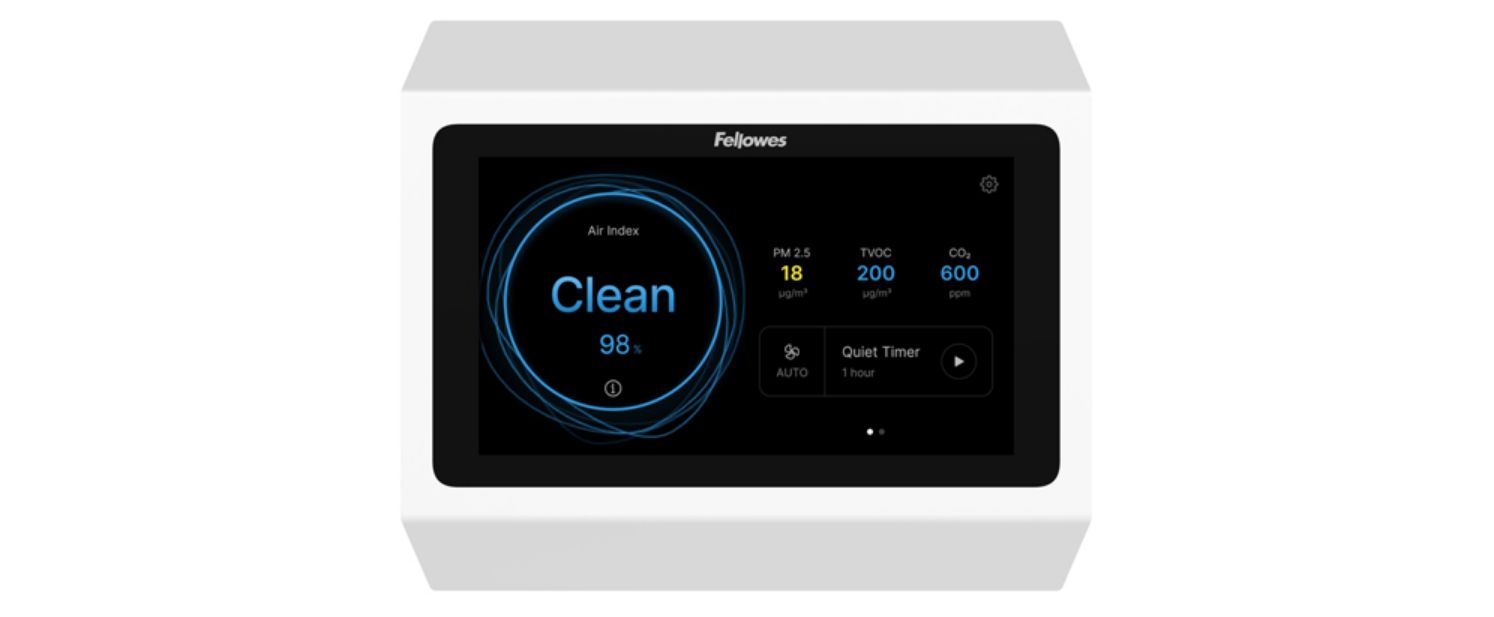 Fellowes
Air Index
Clean
98 %
PM 2.5
18
µg/m³
TVOC
200
µg/m³
CO₂
600
ppm
AUTO
Quiet Timer
1 hour